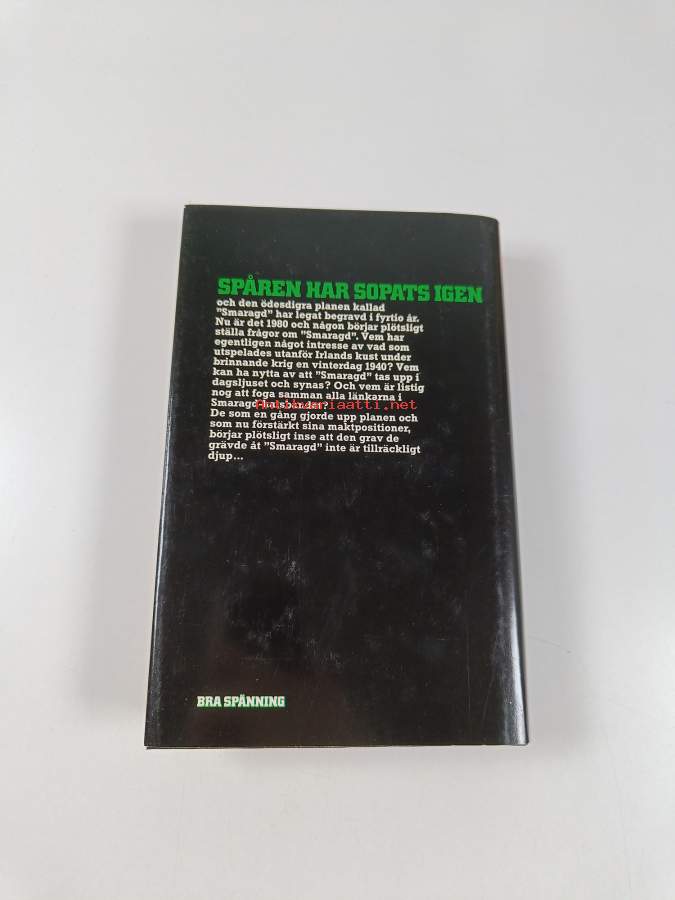 SPÅREN HAR SOPATS IGEN
och den ödesdigra planen kallad
”Smaragd” har legat begravd i fyrtio år.
Nu är det 1980 och någon börjar plötsligt
ställa frågor om ”Smaragd”. Vem har
egentligen något intresse av vad som
utspelades utanför Irlands kust under
brinnande krig en vinterdag 1940? Vem
kan ha nytta av att ”Smaragd” tas upp i
dagsljuset och synas? Och vem är listig
nog att foga samman alla länkarna i
Antikvariaatti.net
Smaragd-halsbandet?
De som en gång gjorde upp planen och
som nu förstärkt sina maktpositioner,
börjar plötsligt inse att den grav de
grävde åt ”Smaragd” inte är tillräckligt
djup...
BRA SPÄNNING